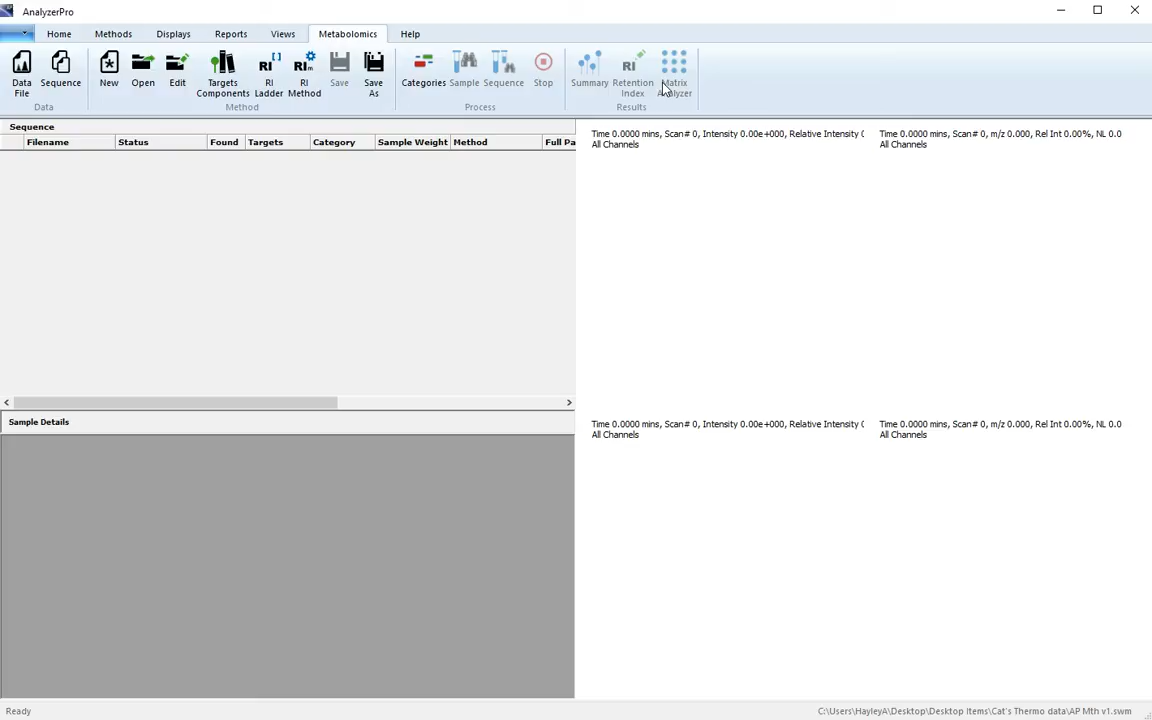 AnalyzerPro
Home Methods Displays Reports Views Metabolomics Help
Data File Sequence New Open Edit Targets Components RI Ladder RI Method Save Save As Categories Sample Sequence Stop Summary Retention Index Matrix Analyzer
Data Method Process Results
Sequence
Filename Status Found Targets Category Sample Weight Method Full Pa
Time 0.0000 mins, Scan# 0, Intensity 0.00e+000, Relative Intensity (
All Channels
Time 0.0000 mins, Scan# 0, m/z 0.000, Rel Int 0.00%, NL 0.0
All Channels
Sample Details
Time 0.0000 mins, Scan# 0, Intensity 0.00e+000, Relative Intensity (
All Channels
Time 0.0000 mins, Scan# 0, m/z 0.000, Rel Int 0.00%, NL 0.0
All Channels
Ready C:\Users\HayleyA\Desktop\Desktop Items\Cat's Thermo data\AP Mth v1.swm